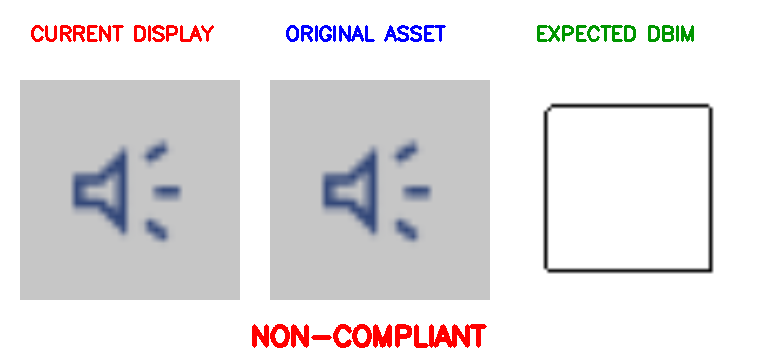 CURRENT DISPLAY
ORIGINAL ASSET
EXPECTED DBIM
NON-COMPLIANT